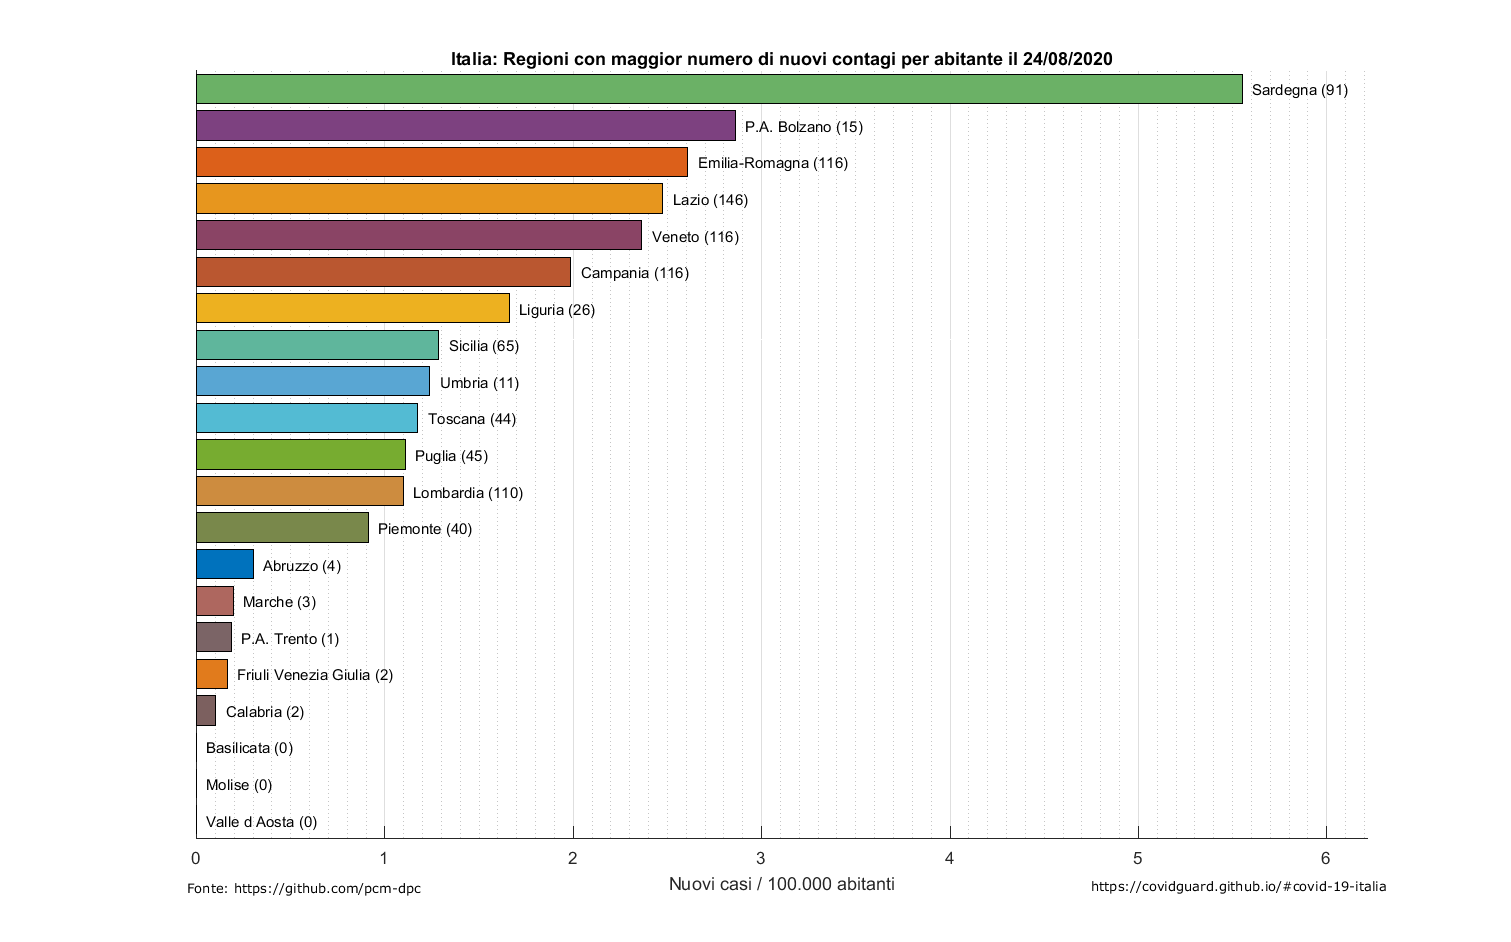 Italia: Regioni con maggior numero di nuovi contagi per abitante il 24/08/2020
Sardegna (91)
P.A. Bolzano (15)
Emilia-Romagna (116)
Lazio (146)
Veneto (116)
Campania (116)
Liguria (26)
Sicilia (65)
Umbria (11)
Toscana (44)
Puglia (45)
Lombardia (110)
Piemonte (40)
Abruzzo (4)
Marche (3)
P.A. Trento (1)
Friuli Venezia Giulia (2)
Calabria (2)
Basilicata (0)
Molise (0)
Valle d Aosta (0)
0 1 2 3 4 5 6
Nuovi casi / 100.000 abitanti
Fonte: https://github.com/pcm-dpc
https://covidguard.github.io/#covid-19-italia